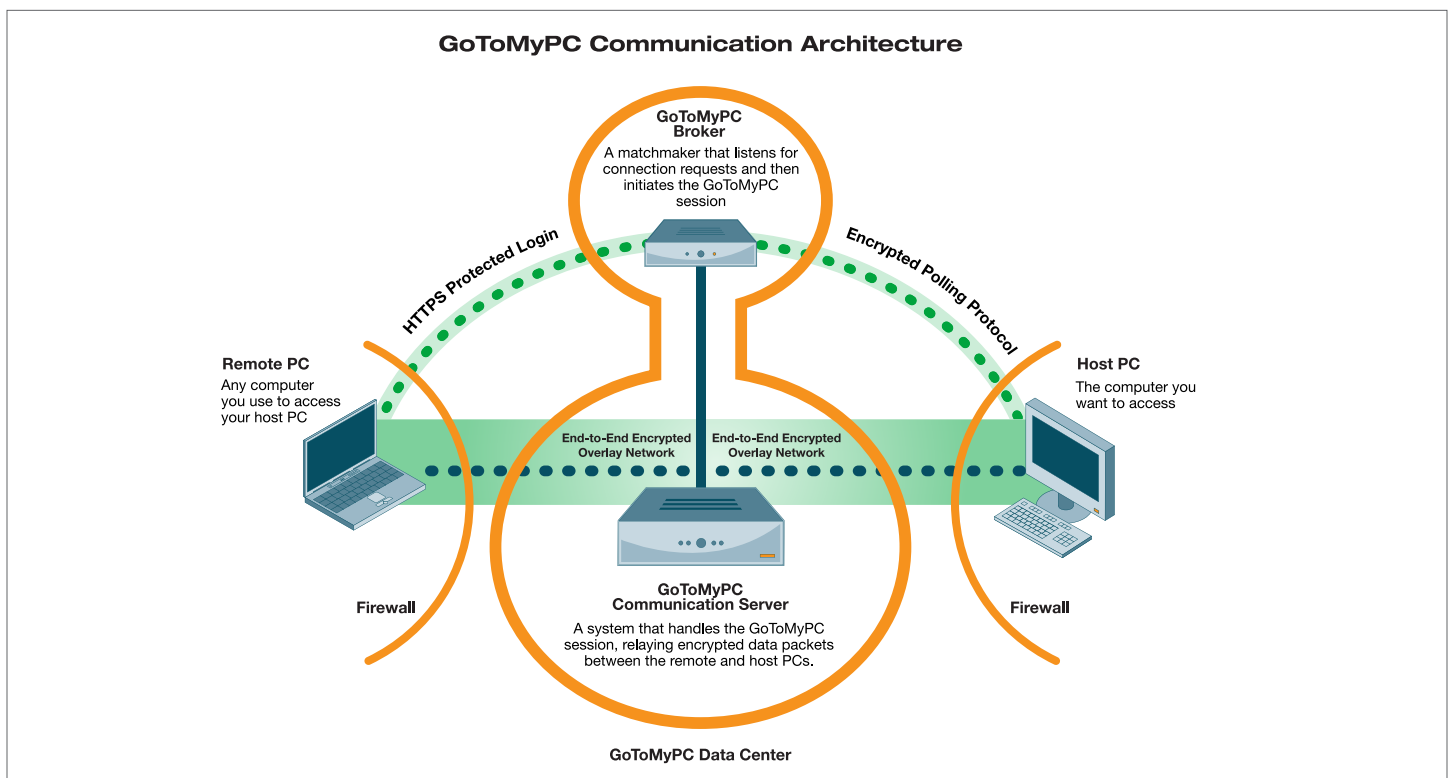 GoToMyPC Communication Architecture
GoToMyPC
Broker
A matchmaker that listens for
connection requests and then
initiates the GoToMyPC
session
HTTPS Protected Login
Encrypted Polling Protocol
Remote PC
Any computer
you use to access
your host PC
Host PC
The computer you
want to access
End-to-End Encrypted
Overlay Network
End-to-End Encrypted
Overlay Network
GoToMyPC
Communication Server
A system that handles the GoToMyPC
session, relaying encrypted data packets
between the remote and host PCs.
Firewall
Firewall
GoToMyPC Data Center